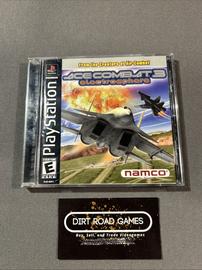 From the Creators of Air Combat
ACE COMBAT 3
electrosphere
PlayStation
namco
DIRT ROAD GAMES
Buy, Sell, and Trade Videogames